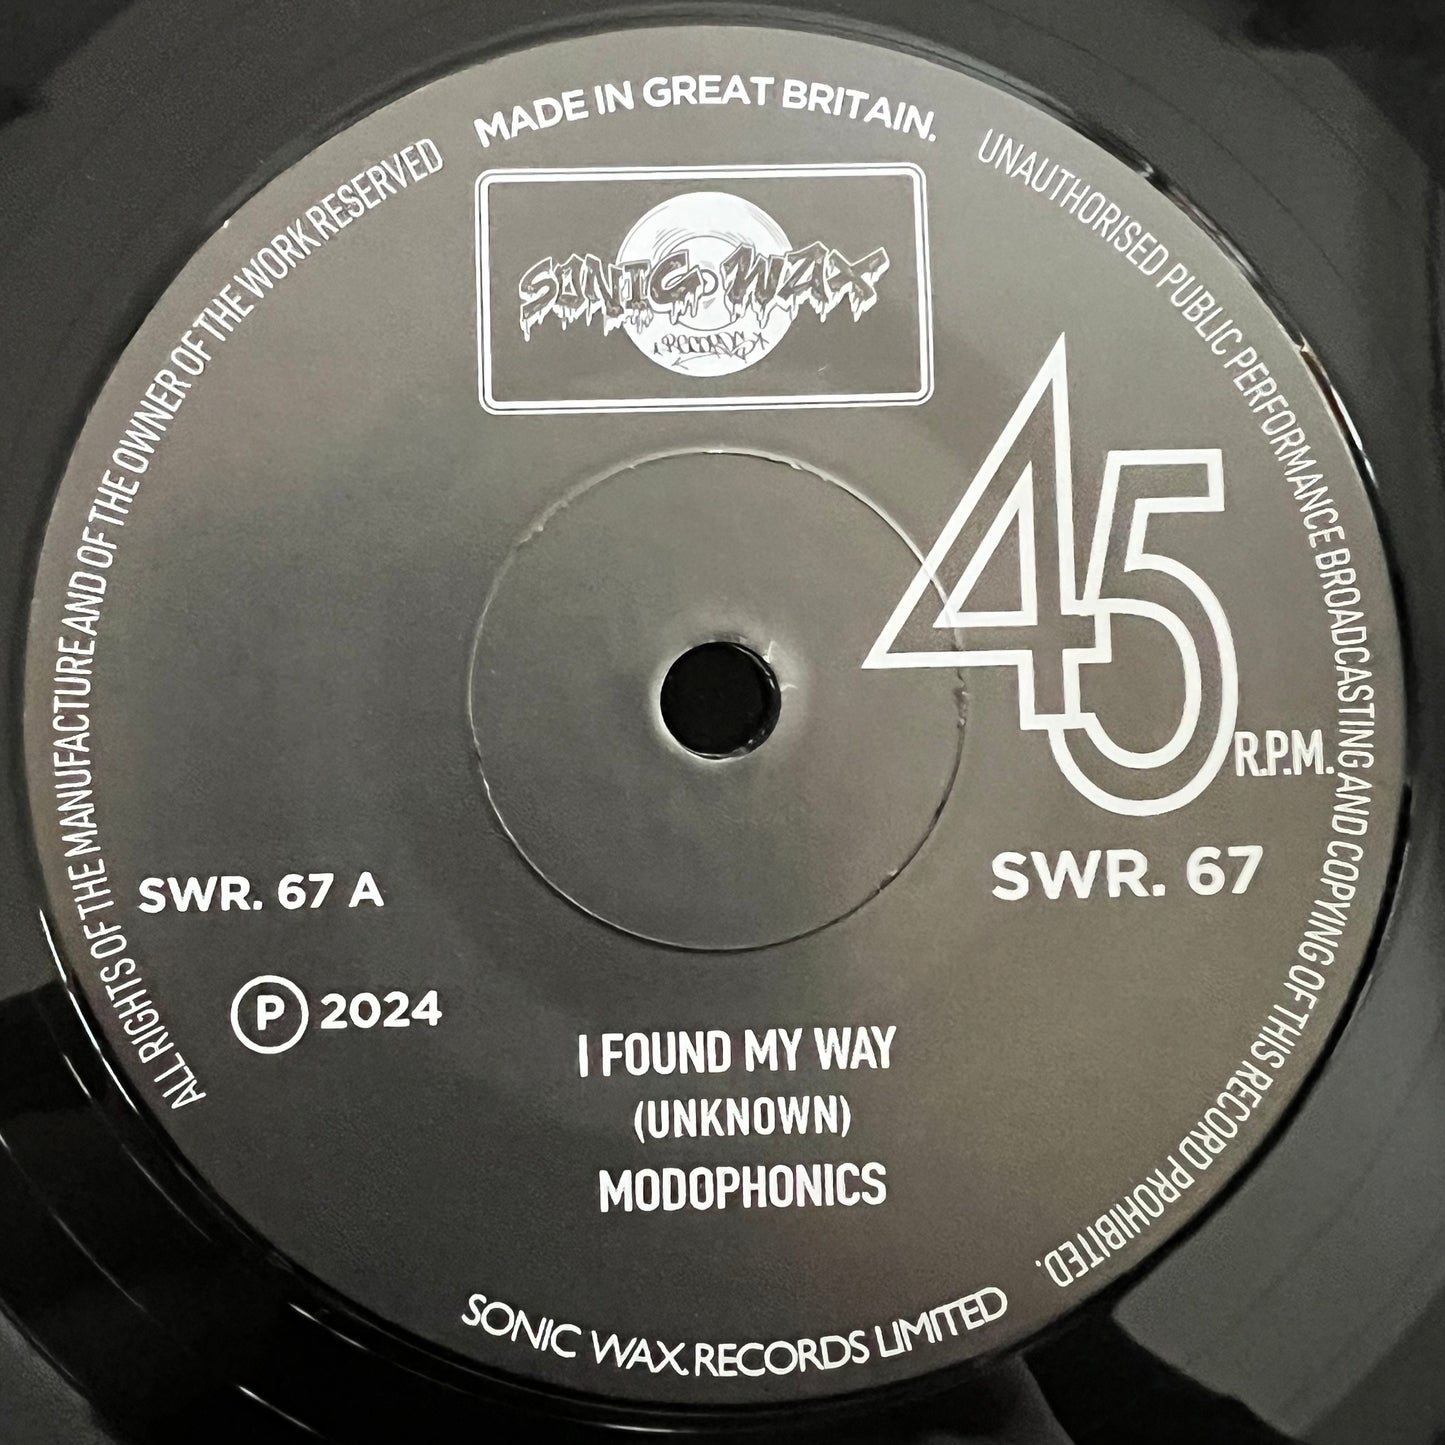 MADE IN GREAT BRITAIN.
ALL RIGHTS OF THE MANUFACTURE AND OF THE OWNER OF THE WORK RESERVED
UNAUTHORISED PUBLIC PERFORMANCE BROADCASTING AND COPYING OF THIS RECORD PROHIBITED.
SONIC WAX
RECORDS
45
R.P.M.
SWR. 67
SWR. 67 A
Ⓟ 2024
I FOUND MY WAY
(UNKNOWN)
MODOPHONICS
SONIC WAX.RECORDS LIMITED